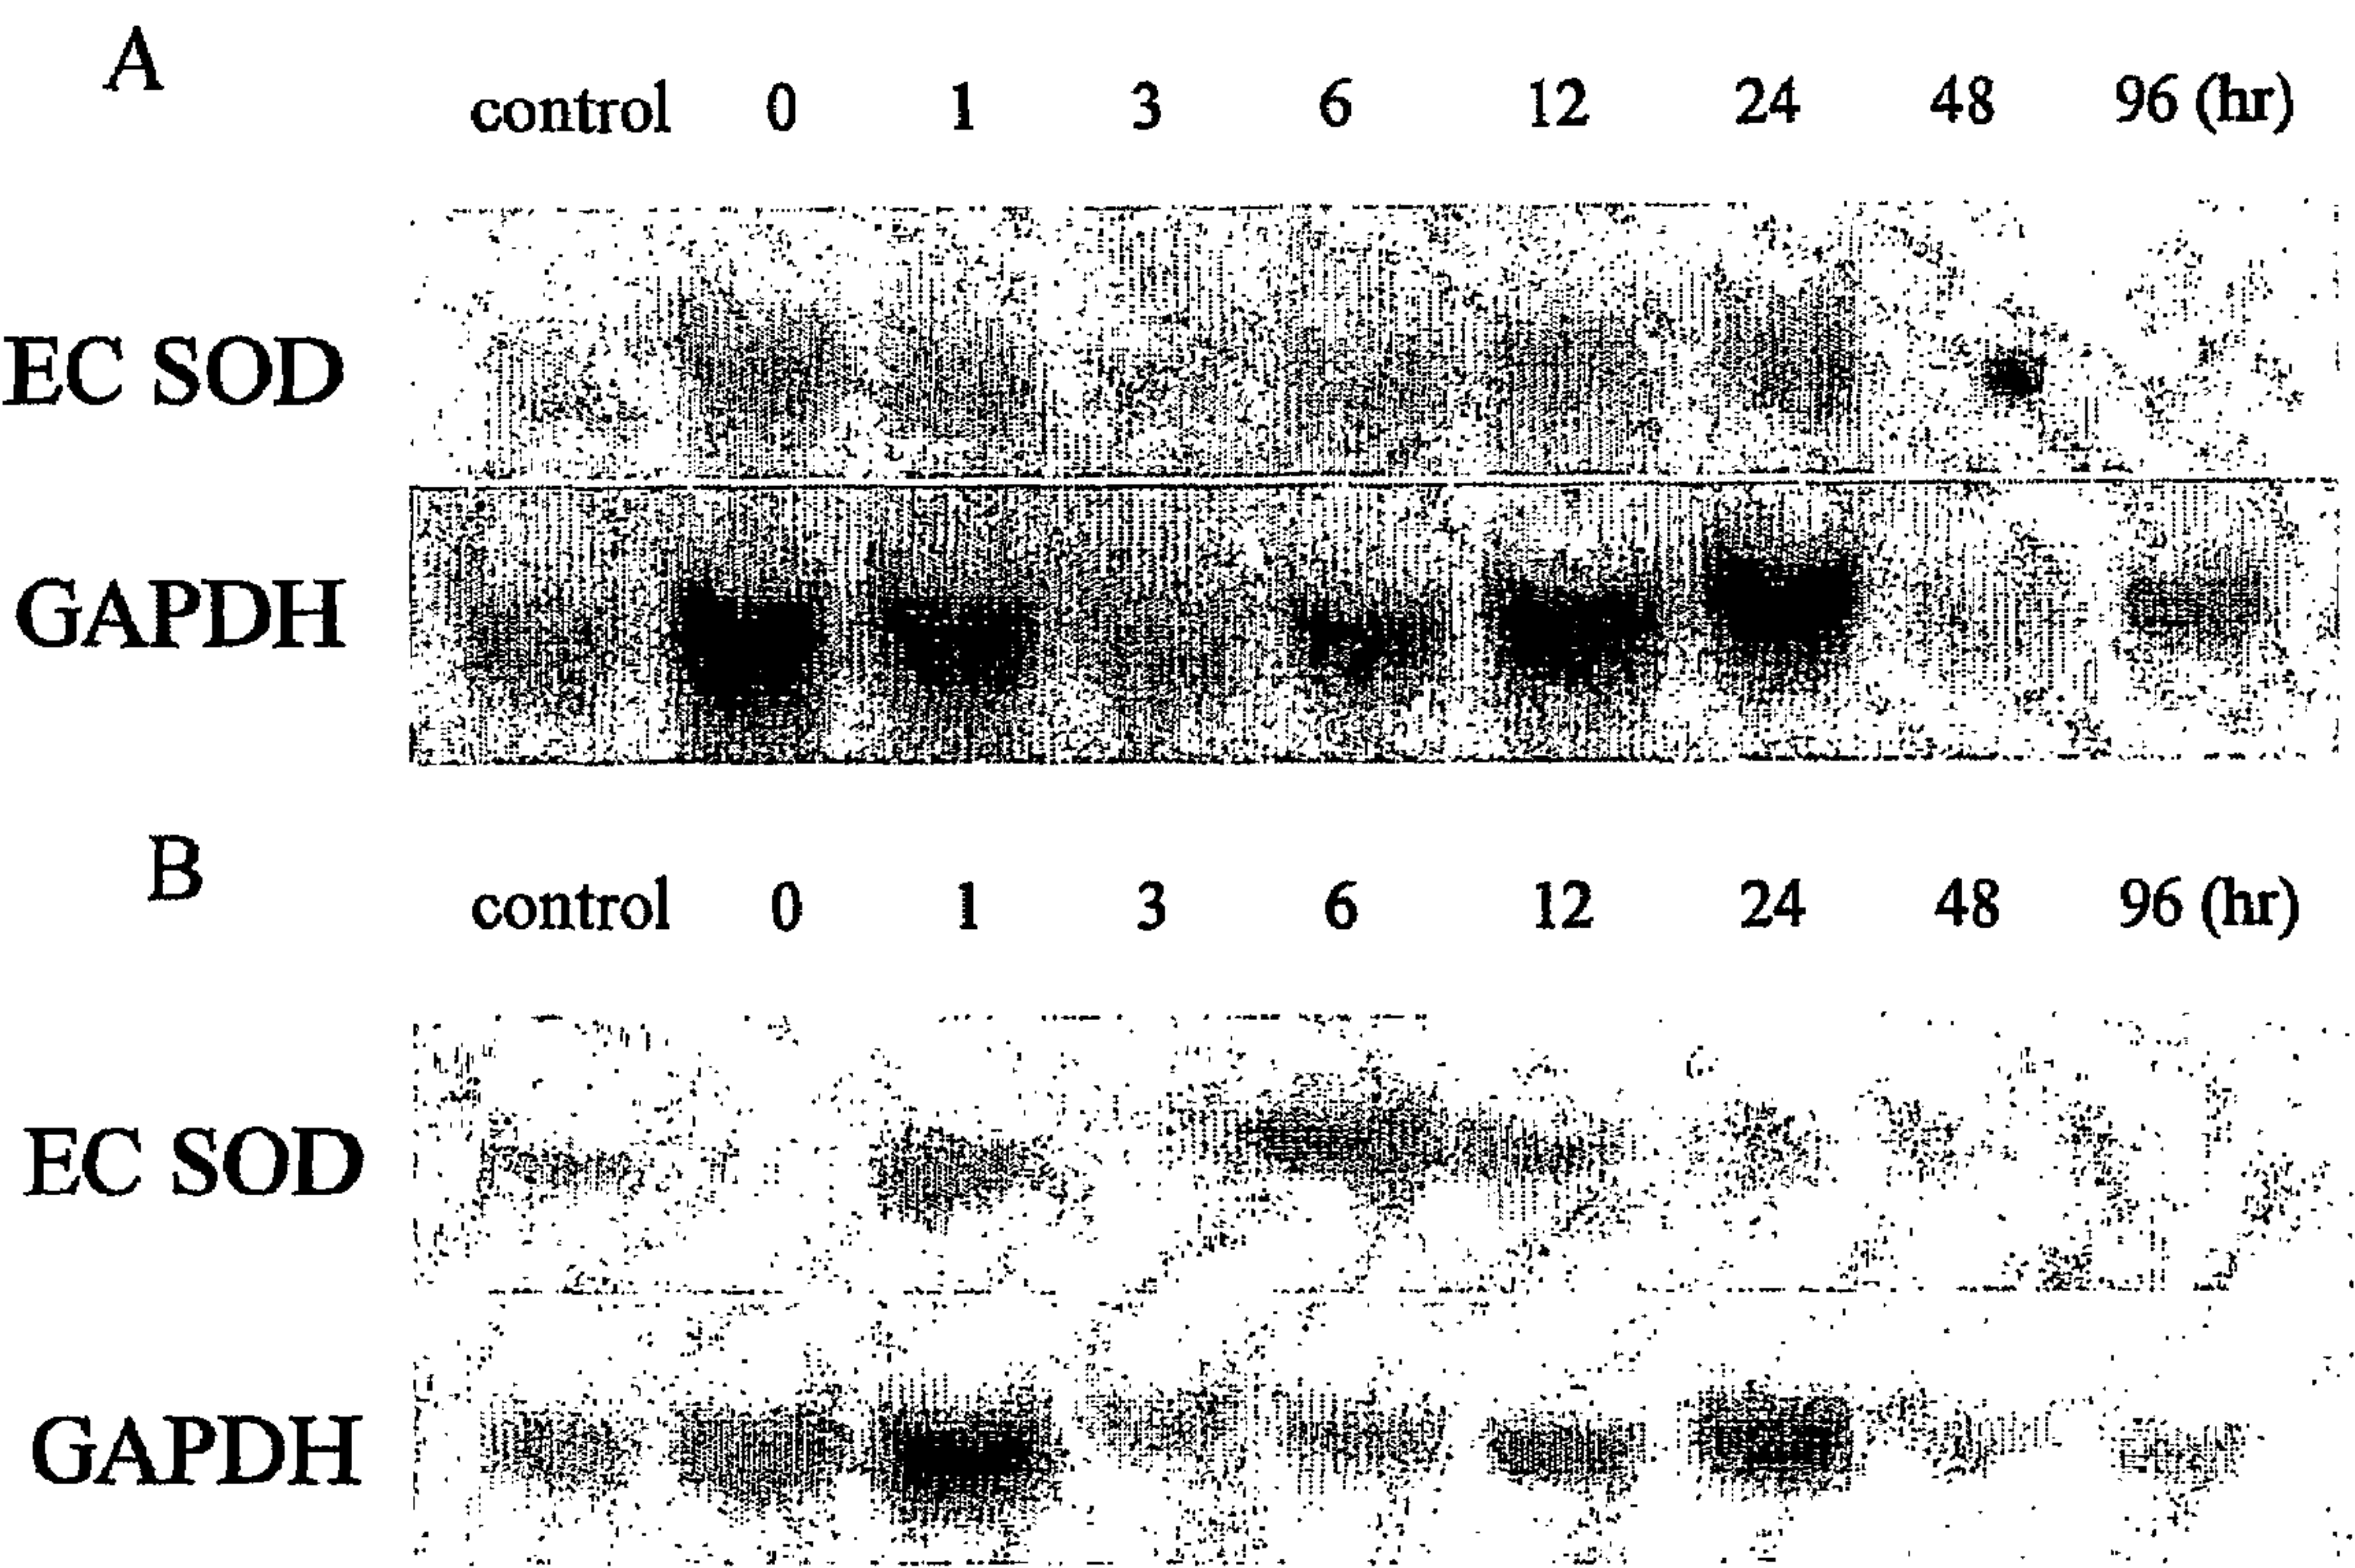 A
control 0 1 3 6 12 24 48 96 (hr)
EC SOD
GAPDH
B
control 0 1 3 6 12 24 48 96 (hr)
EC SOD
GAPDH